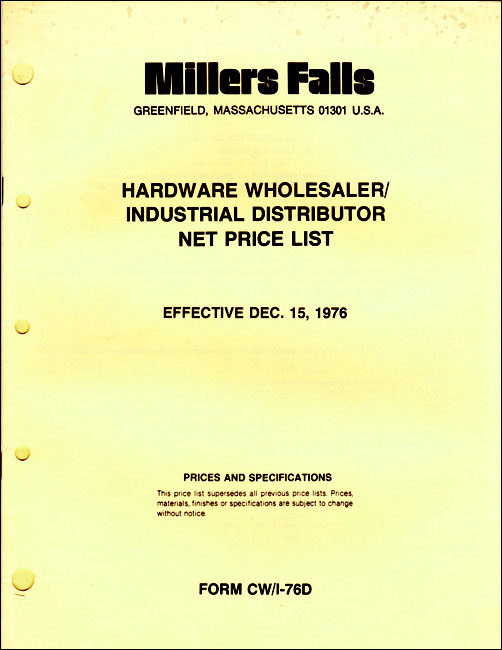 Millers Falls
GREENFIELD, MASSACHUSETTS 01301 U.S.A.
HARDWARE WHOLESALER/
INDUSTRIAL DISTRIBUTOR
NET PRICE LIST
EFFECTIVE DEC. 15, 1976
PRICES AND SPECIFICATIONS
This price list supersedes all previous price lists. Prices,
materials, finishes or specifications are subject to change
without notice.
FORM CW/I-76D